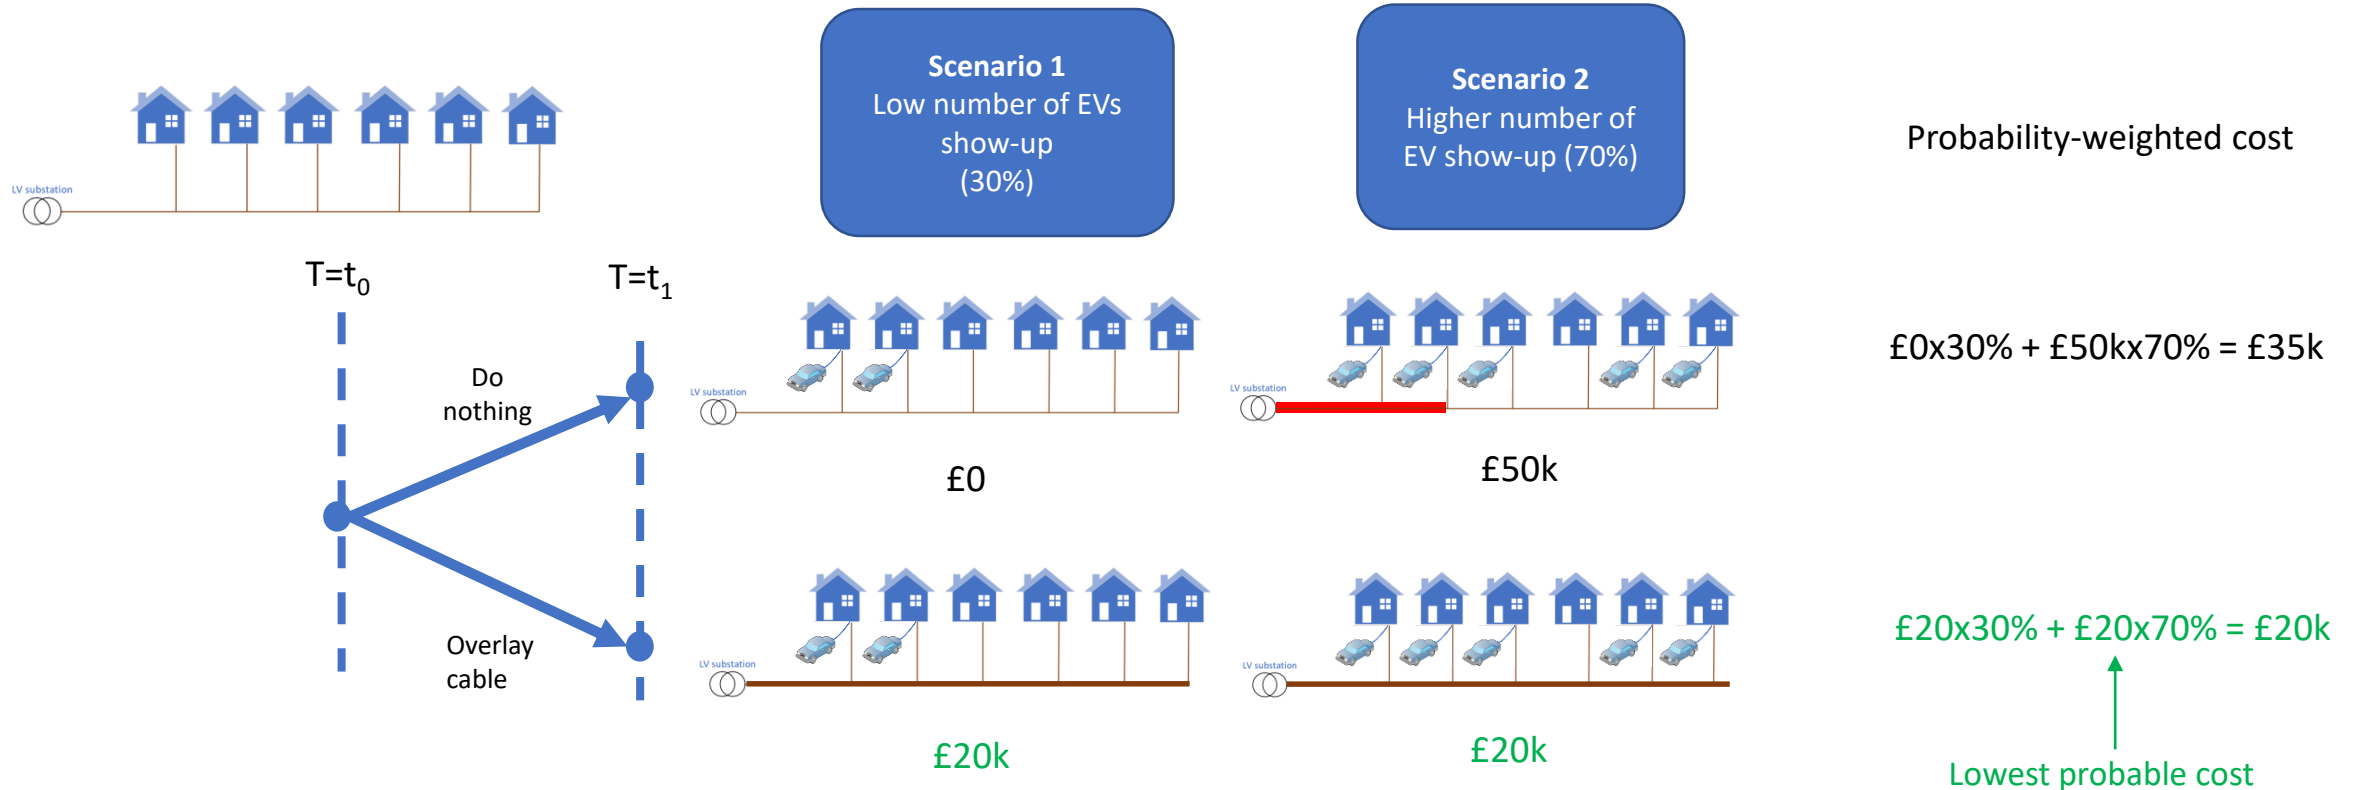 Scenario 1
Low number of EVs
show-up
(30%)
Scenario 2
Higher number of
EV show-up (70%)
Probability-weighted cost
LV substation
T=t₀
T=t₁
Do
nothing
LV substation
£0
LV substation
£50k
£0x30% + £50kx70% = £35k
Overlay
cable
LV substation
£20k
LV substation
£20k
£20x30% + £20x70% = £20k
Lowest probable cost